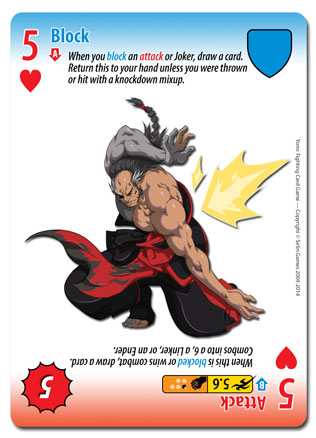 5 Block
A When you block an attack or Joker, draw a card.
Return this to your hand unless you were thrown
or hit with a knockdown mixup.
Yomi Fighting Card Game — Copyright © Sirlin Games 2004-2014
5 Attack
B 5.6
When this is blocked or wins combat, draw a card.
Combos into a 6, a Linker, or an Ender.
5